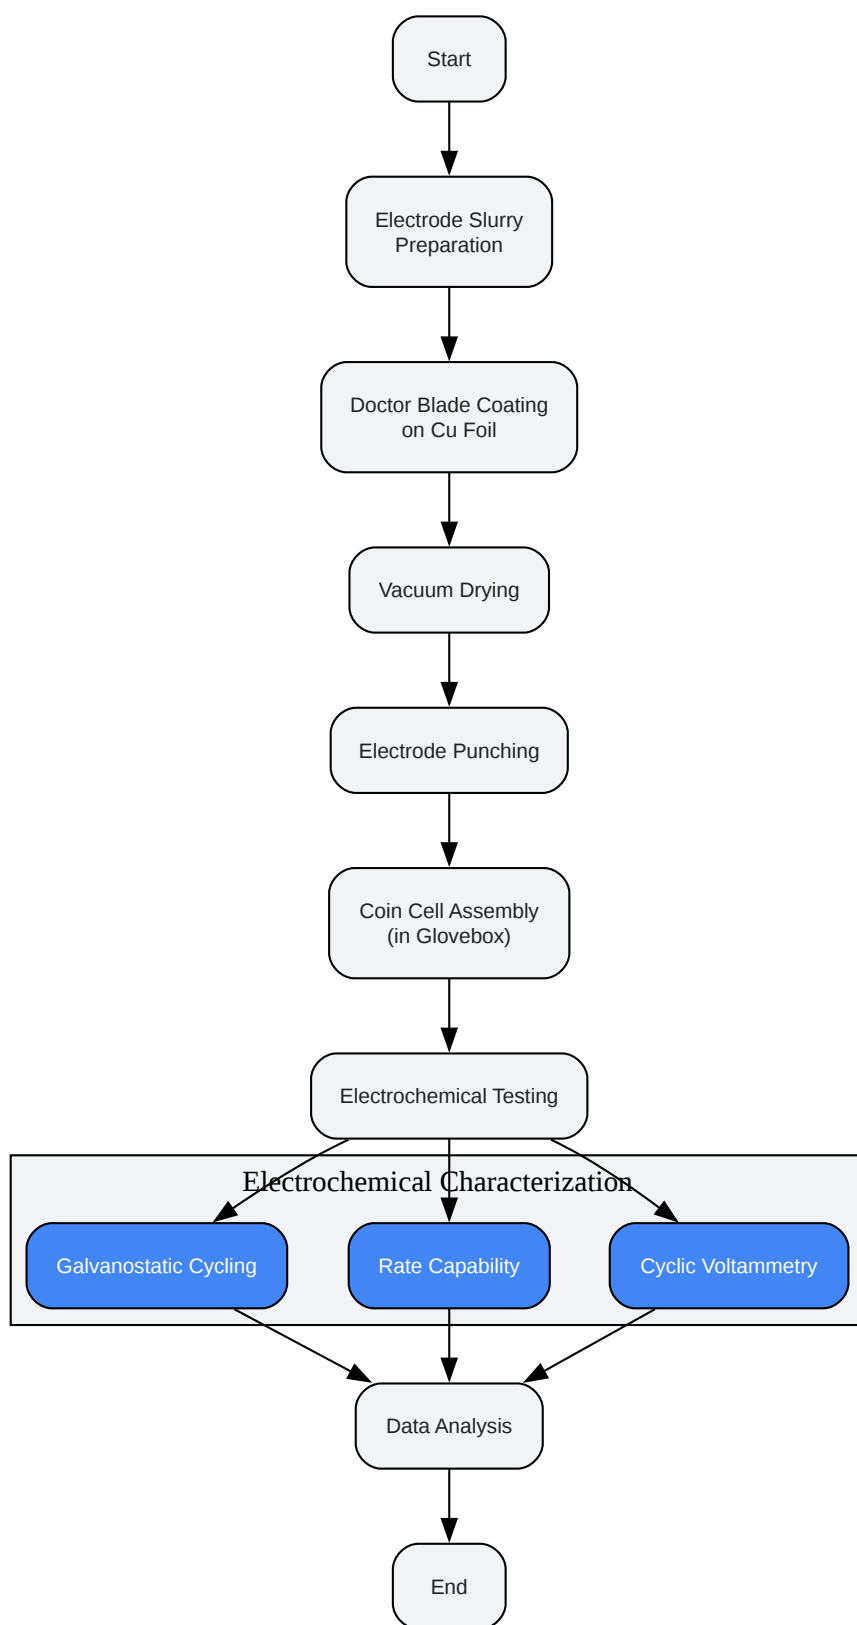 Start
Electrode Slurry
Preparation
Doctor Blade Coating
on Cu Foil
Vacuum Drying
Electrode Punching
Coin Cell Assembly
(in Glovebox)
Electrochemical Testing
Electrochemical Characterization
Galvanostatic Cycling
Rate Capability
Cyclic Voltammetry
Data Analysis
End